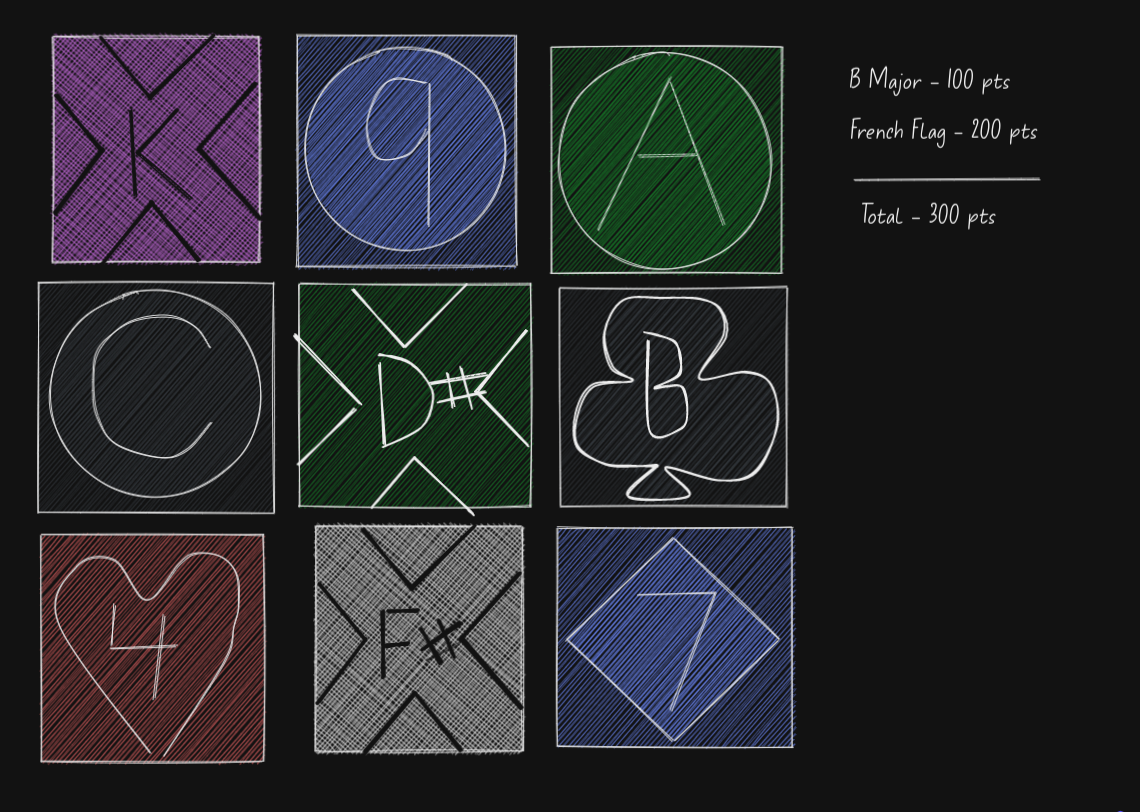 K
9
A
B Major - 100 pts
French Flag - 200 pts
Total - 300 pts
C
D#
B
4
F#
7